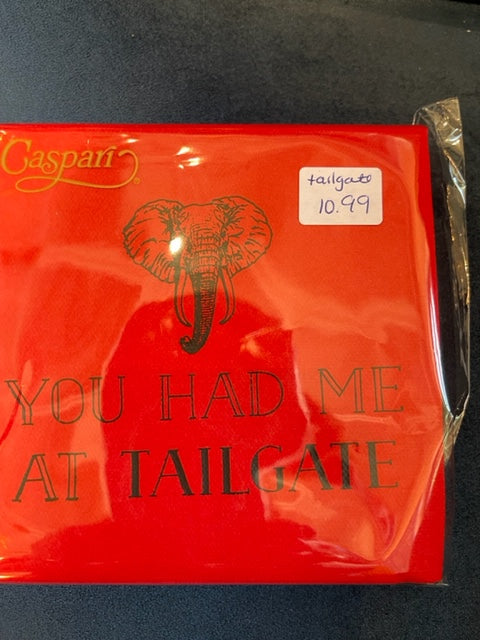 Caspari
tailgate
10.99
YOU HAD ME
AT TAILGATE